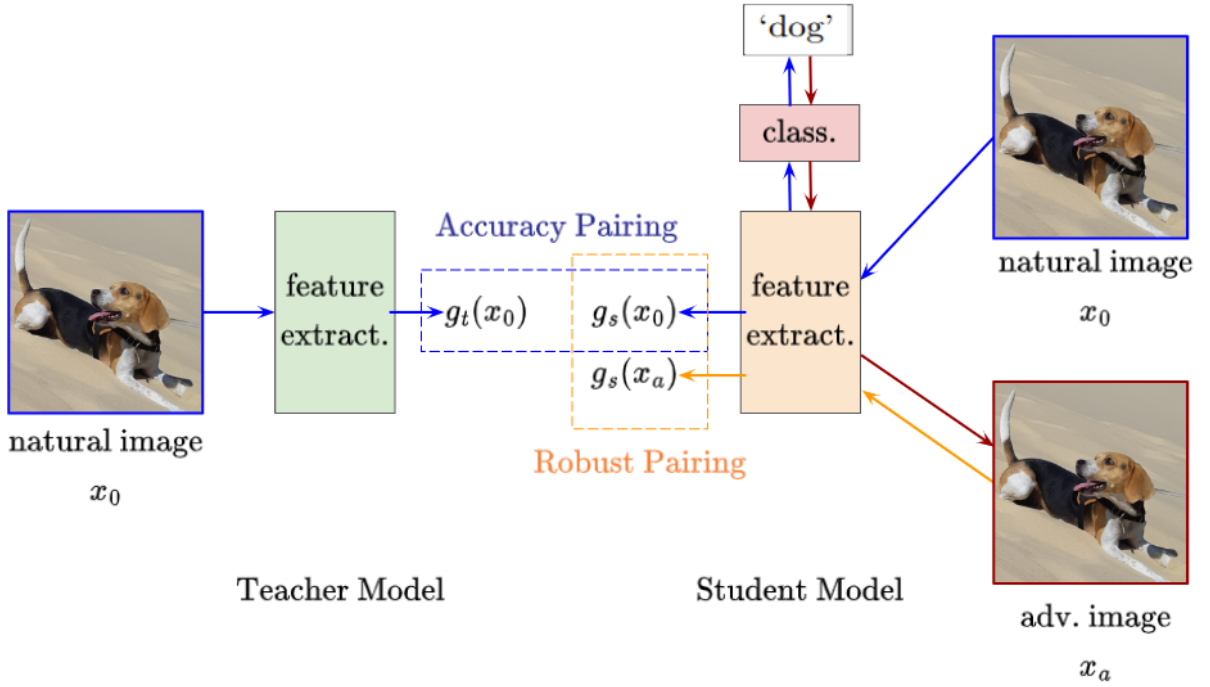 ‘dog’
class.
Accuracy Pairing
feature
extract.
g_t(x_0)
g_s(x_0)
g_s(x_a)
feature
extract.
Robust Pairing
natural image
x_0
natural image
x_0
Teacher Model
Student Model
adv. image
x_a